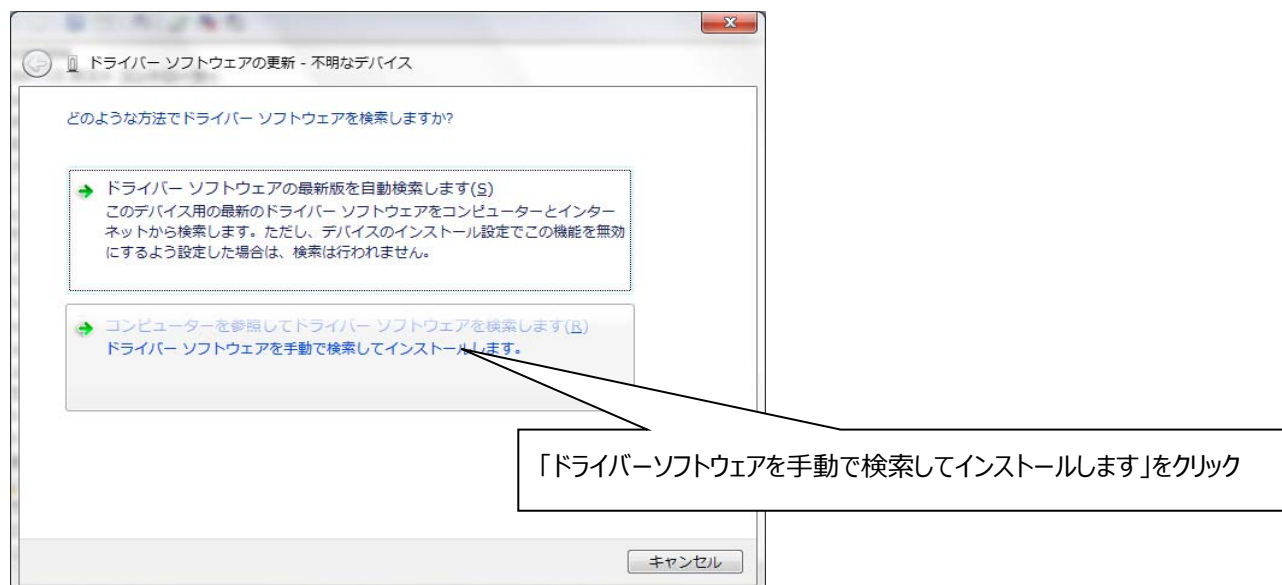 ドライバー ソフトウェアの更新 - 不明なデバイス
どのような方法でドライバー ソフトウェアを検索しますか?
ドライバー ソフトウェアの最新版を自動検索します(S)
このデバイス用の最新のドライバー ソフトウェアをコンピューターとインター
ネットから検索します。ただし、デバイスのインストール設定でこの機能を無効
にするよう設定した場合は、検索は行われません。
コンピューターを参照してドライバー ソフトウェアを検索します(R)
ドライバー ソフトウェアを手動で検索してインストールします。
「ドライバーソフトウェアを手動で検索してインストールします」をクリック
キャンセル